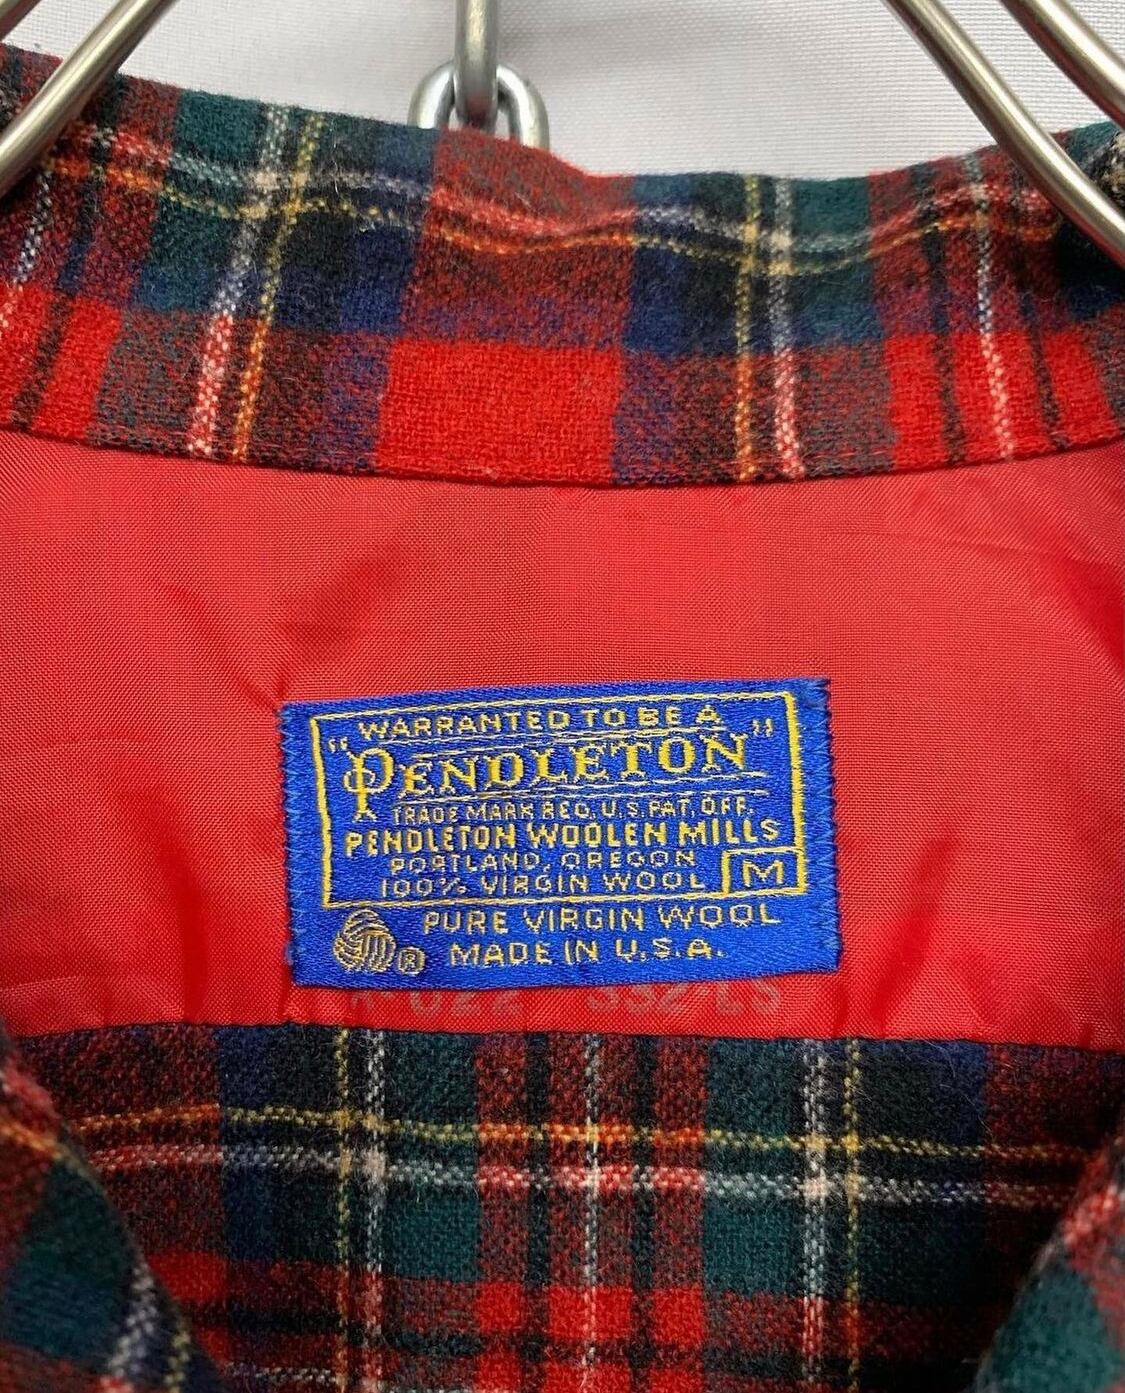 WARRANTED TO BE A
"PENDLETON"
TRADE MARK REG. U.S. PAT. OFF.
PENDLETON WOOLEN MILLS
PORTLAND, OREGON
100% VIRGIN WOOL M
PURE VIRGIN WOOL
® MADE IN U.S.A.